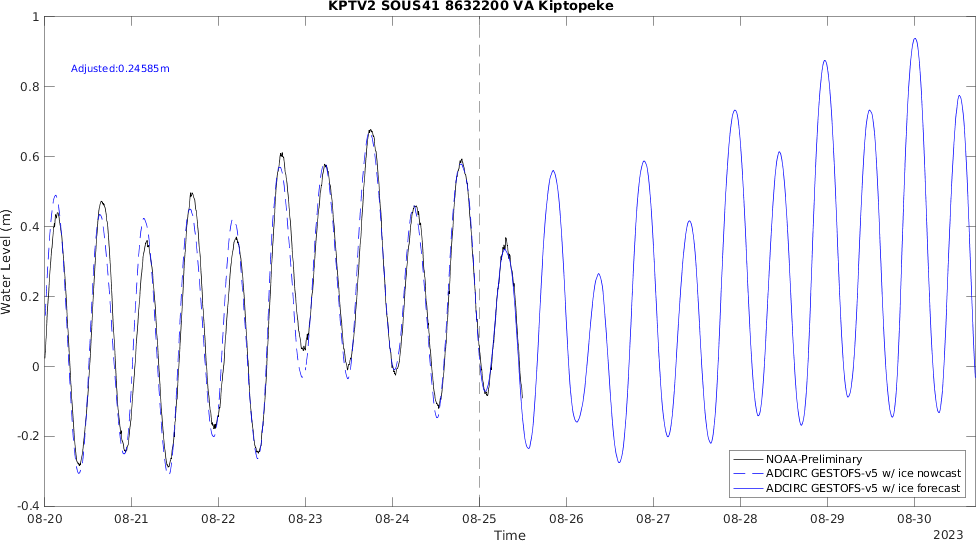 KPTV2 SOUS41 8632200 VA Kiptopeke
Adjusted:0.24585m
Water Level (m)
1
0.8
0.6
0.4
0.2
0
-0.2
-0.4
NOAA-Preliminary
ADCIRC GESTOFS-v5 w/ ice nowcast
ADCIRC GESTOFS-v5 w/ ice forecast
08-20 08-21 08-22 08-23 08-24 08-25 08-26 08-27 08-28 08-29 08-30
Time
2023